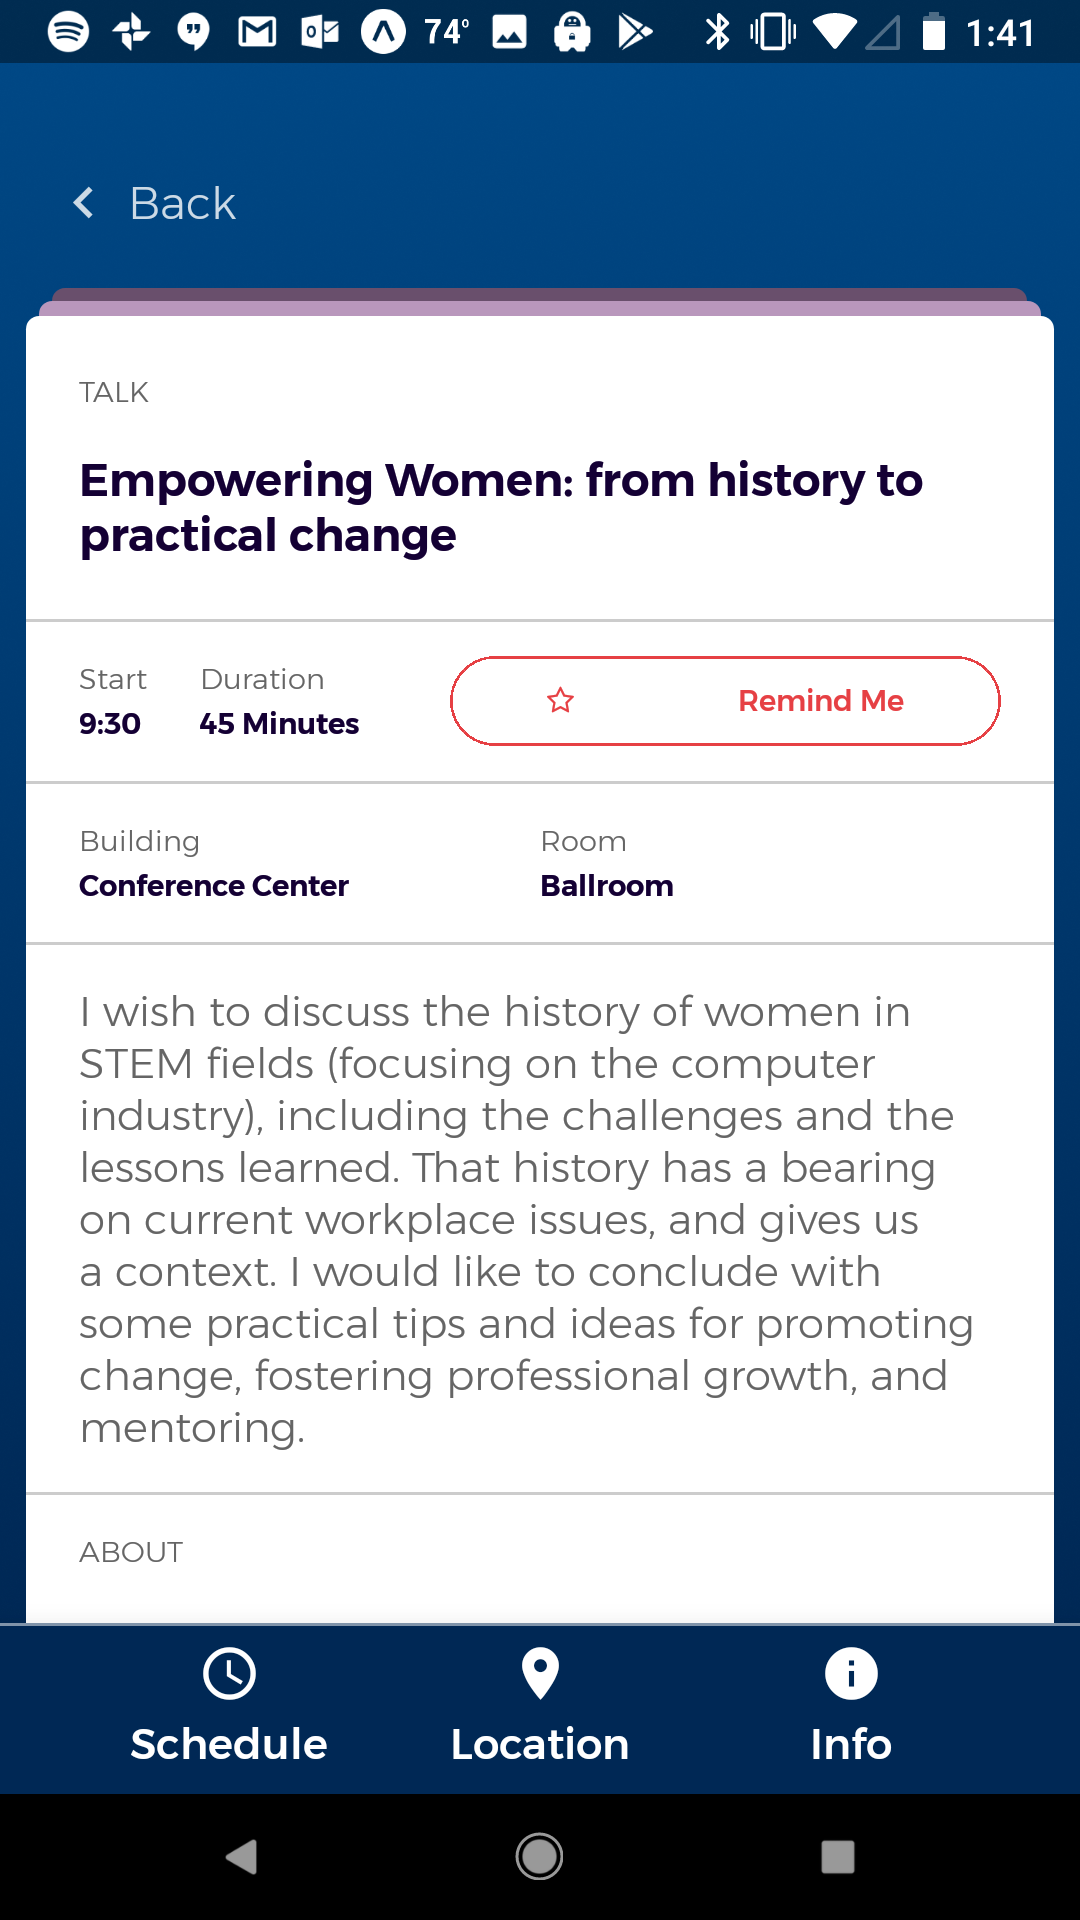 74° 1:41
Back
TALK
Empowering Women: from history to
practical change
Start Duration
9:30 45 Minutes
Remind Me
Building Room
Conference Center Ballroom
I wish to discuss the history of women in
STEM fields (focusing on the computer
industry), including the challenges and the
lessons learned. That history has a bearing
on current workplace issues, and gives us
a context. I would like to conclude with
some practical tips and ideas for promoting
change, fostering professional growth, and
mentoring.
ABOUT
Schedule Location Info